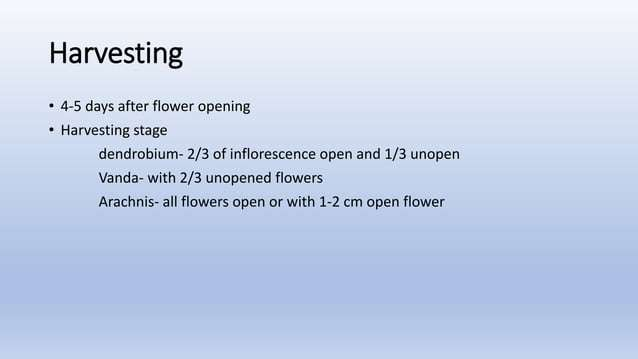 Harvesting
• 4-5 days after flower opening
• Harvesting stage
dendrobium- 2/3 of inflorescence open and 1/3 unopen
Vanda- with 2/3 unopened flowers
Arachnis- all flowers open or with 1-2 cm open flower